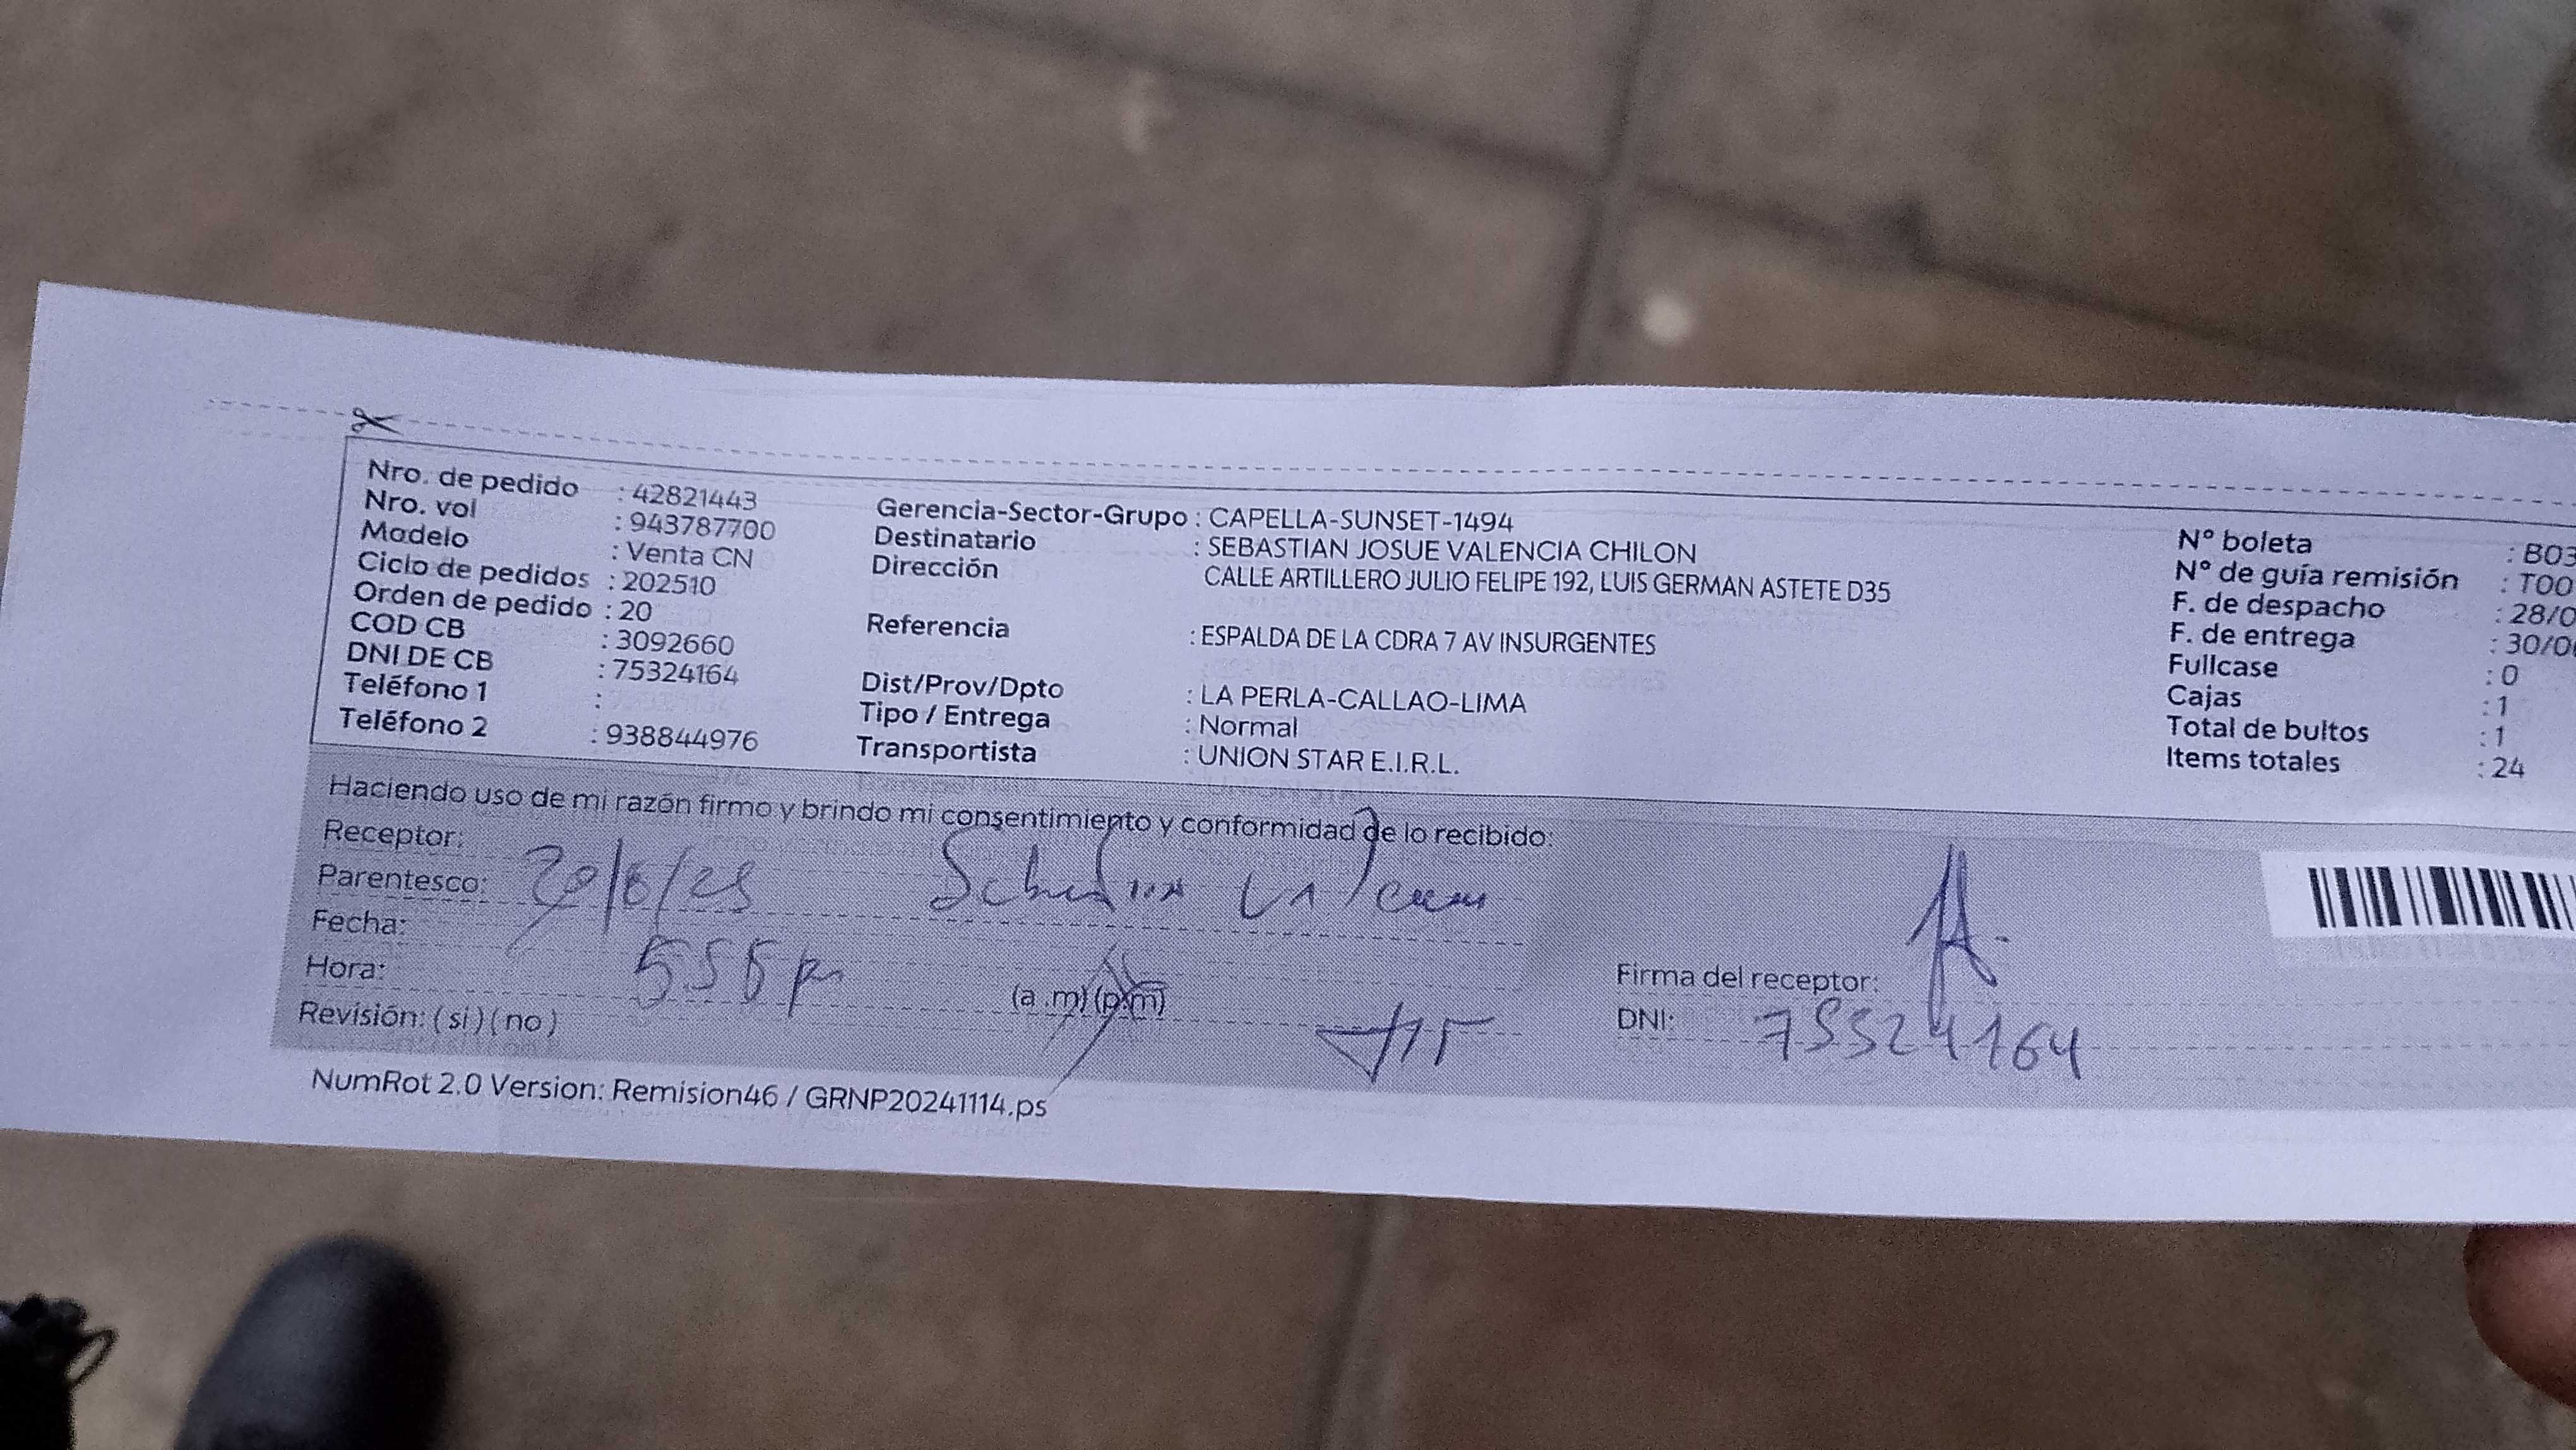 Nro. de pedido : 42821443
Nro. vol : 943787700
Modelo : Venta CN
Ciclo de pedidos : 202510
Orden de pedido : 20
COD CB : 3092660
DNI DE CB : 75324164
Teléfono 1 :
Teléfono 2 : 938844976
Gerencia-Sector-Grupo : CAPELLA-SUNSET-1494
Destinatario : SEBASTIAN JOSUE VALENCIA CHILON
Dirección CALLE ARTILLERO JULIO FELIPE 192, LUIS GERMAN ASTETE D35
Referencia : ESPALDA DE LA CDRA 7 AV INSURGENTES
Dist/Prov/Dpto : LA PERLA-CALLAO-LIMA
Tipo / Entrega : Normal
Transportista : UNION STAR E.I.R.L.
N° boleta : B03
N° de guía remisión : T00
F. de despacho : 28/0
F. de entrega : 30/0
Fullcase : 0
Cajas : 1
Total de bultos : 1
Items totales : 24
Haciendo uso de mi razón firmo y brindo mi consentimiento y conformidad de lo recibido:
Receptor:
Parentesco:
Fecha:
Hora: (a .m) (p.m)
Revisión: ( si ) ( no )
Firma del receptor:
DNI: 75324164
NumRot 2.0 Version: Remision46 / GRNP20241114.ps